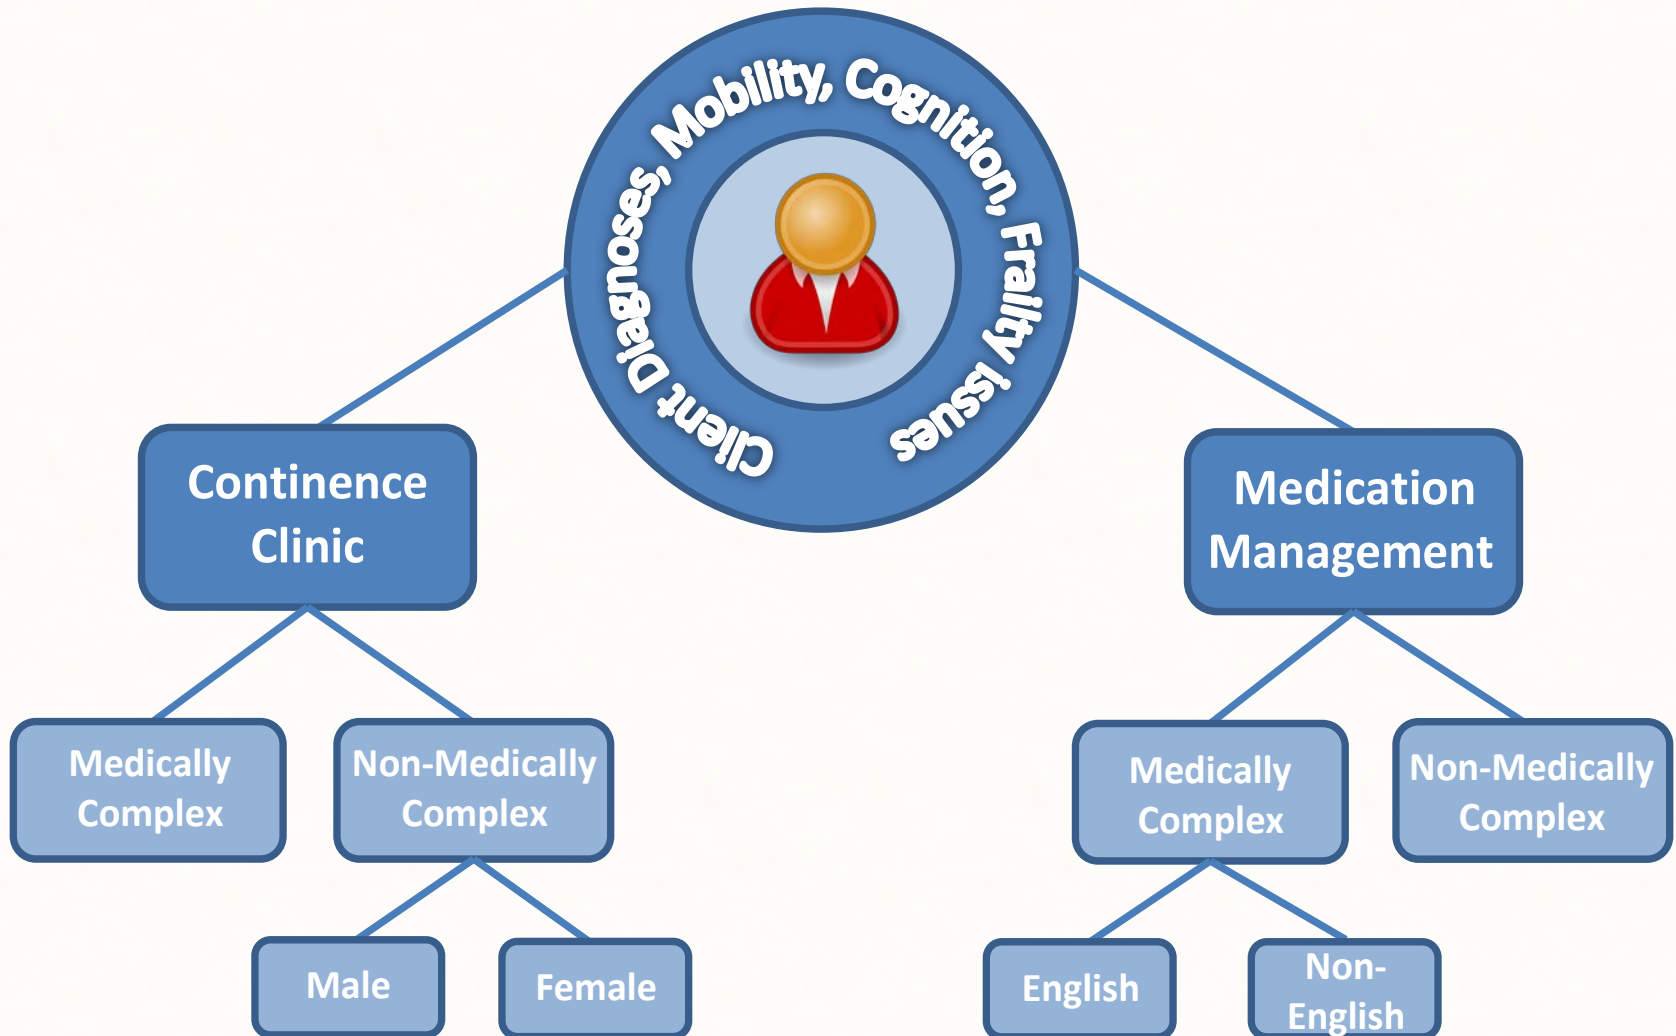 Client Diagnoses, Mobility, Cognition, Frailty issues
Continence
Clinic
Medication
Management
Medically
Complex
Non-Medically
Complex
Medically
Complex
Non-Medically
Complex
Male
Female
English
Non-
English